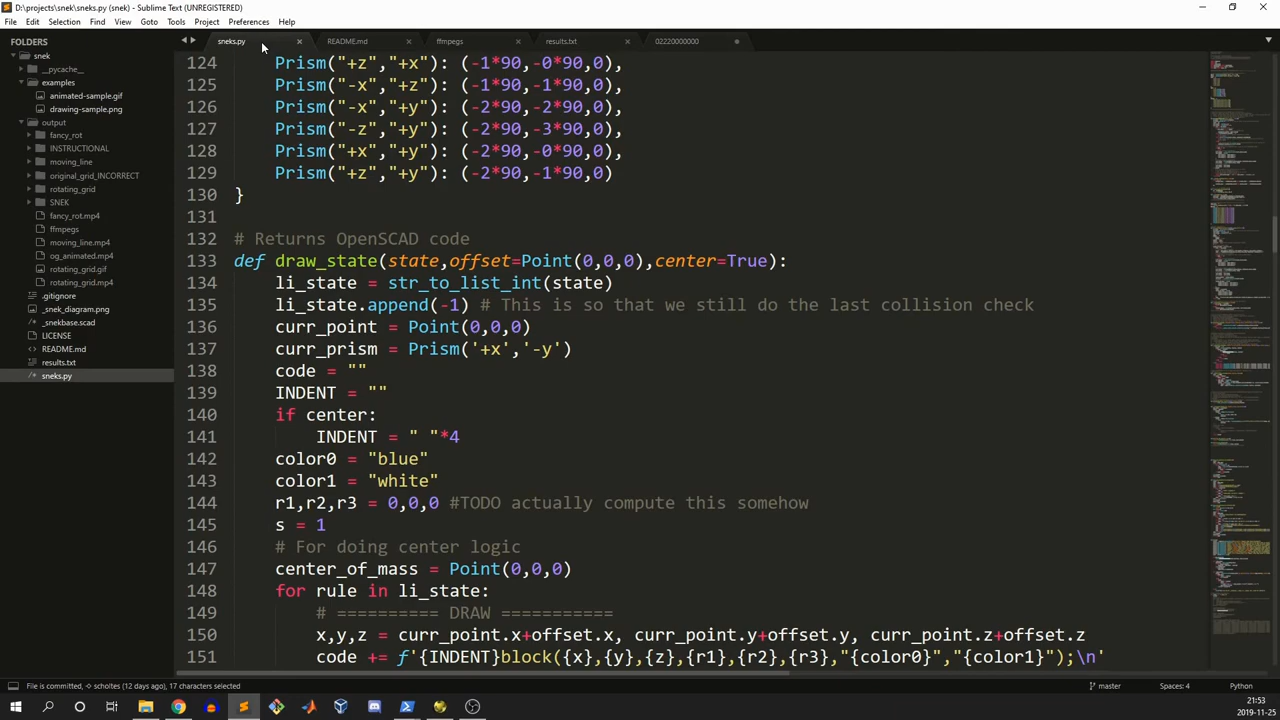 D:\projects\snek\sneks.py (snek) - Sublime Text (UNREGISTERED)
File Edit Selection Find View Goto Tools Project Preferences Help
FOLDERS
snek
__pycache__
examples
animated-sample.gif
drawing-sample.png
output
fancy_rot
INSTRUCTIONAL
moving_line
original_grid_INCORRECT
rotating_grid
SNEK
fancy_rot.mp4
ffmpegs
moving_line.mp4
og_animated.mp4
rotating_grid.gif
rotating_grid.mp4
.gitignore
_snek_diagram.png
_snekbase.scad
LICENSE
README.md
results.txt
sneks.py
sneks.py README.md ffmpegs results.txt 02220000000
124 Prism("+z","+x"): (-1*90,-0*90,0),
125 Prism("-x","+z"): (-1*90,-1*90,0),
126 Prism("-x","+y"): (-2*90,-2*90,0),
127 Prism("-z","+y"): (-2*90,-3*90,0),
128 Prism("+x","+y"): (-2*90,-0*90,0),
129 Prism("+z","+y"): (-2*90,-1*90,0)
130 }
131
132 # Returns OpenSCAD code
133 def draw_state(state,offset=Point(0,0,0),center=True):
134 li_state = str_to_list_int(state)
135 li_state.append(-1) # This is so that we still do the last collision check
136 curr_point = Point(0,0,0)
137 curr_prism = Prism('+x','-y')
138 code = ""
139 INDENT = ""
140 if center:
141 INDENT = " "*4
142 color0 = "blue"
143 color1 = "white"
144 r1,r2,r3 = 0,0,0 #TODO actually compute this somehow
145 s = 1
146 # For doing center logic
147 center_of_mass = Point(0,0,0)
148 for rule in li_state:
149 # ========== DRAW ===========
150 x,y,z = curr_point.x+offset.x, curr_point.y+offset.y, curr_point.z+offset.z
151 code += f'{INDENT}block({x},{y},{z},{r1},{r2},{r3},"{color0}","{color1}");\n'
File is committed, scholtes (12 days ago), 17 characters selected
master
Spaces: 4
Python
21:53
2019-11-25